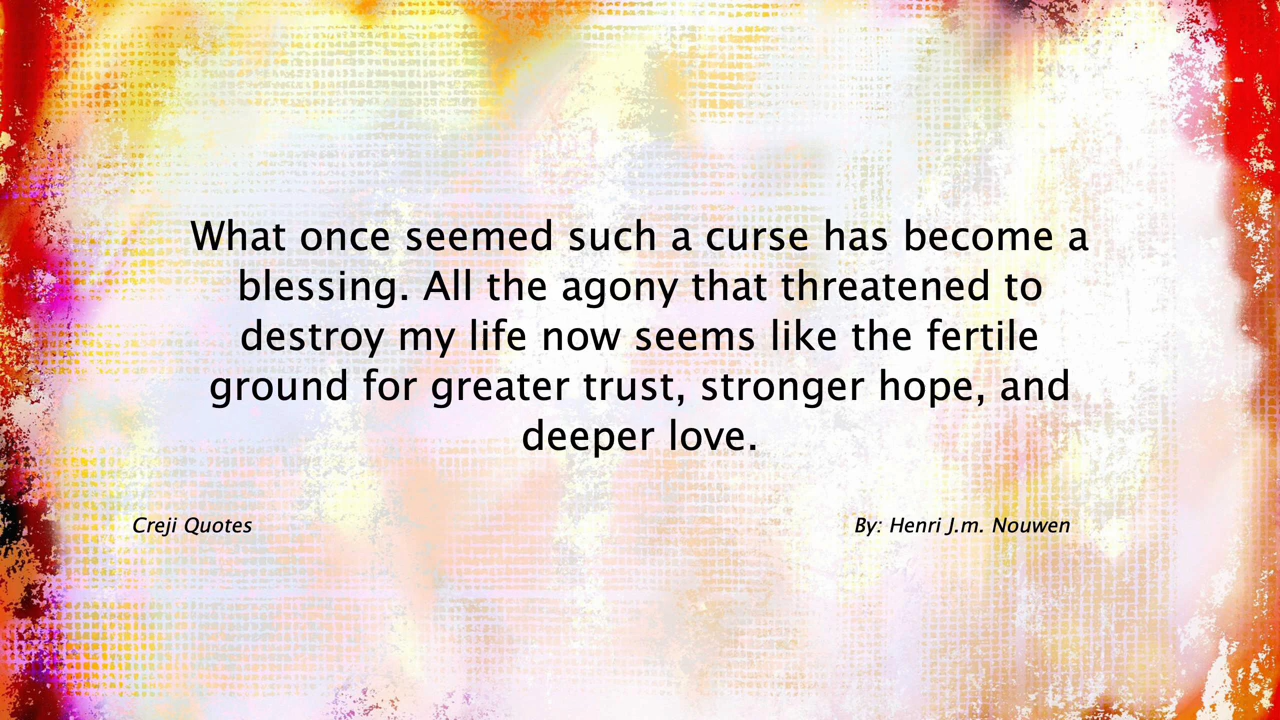 What once seemed such a curse has become a
blessing. All the agony that threatened to
destroy my life now seems like the fertile
ground for greater trust, stronger hope, and
deeper love.
Creji Quotes
By: Henri J.m. Nouwen